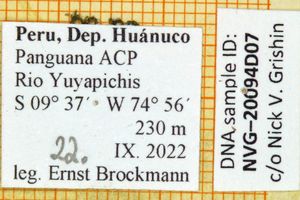 Peru, Dep. Huánuco
Panguana ACP
Rio Yuyapichis
S 09° 37´ W 74° 56´
230 m
22. IX. 2022
leg. Ernst Brockmann
DNA sample ID:
NVG-20094D07
c/o Nick V. Grishin